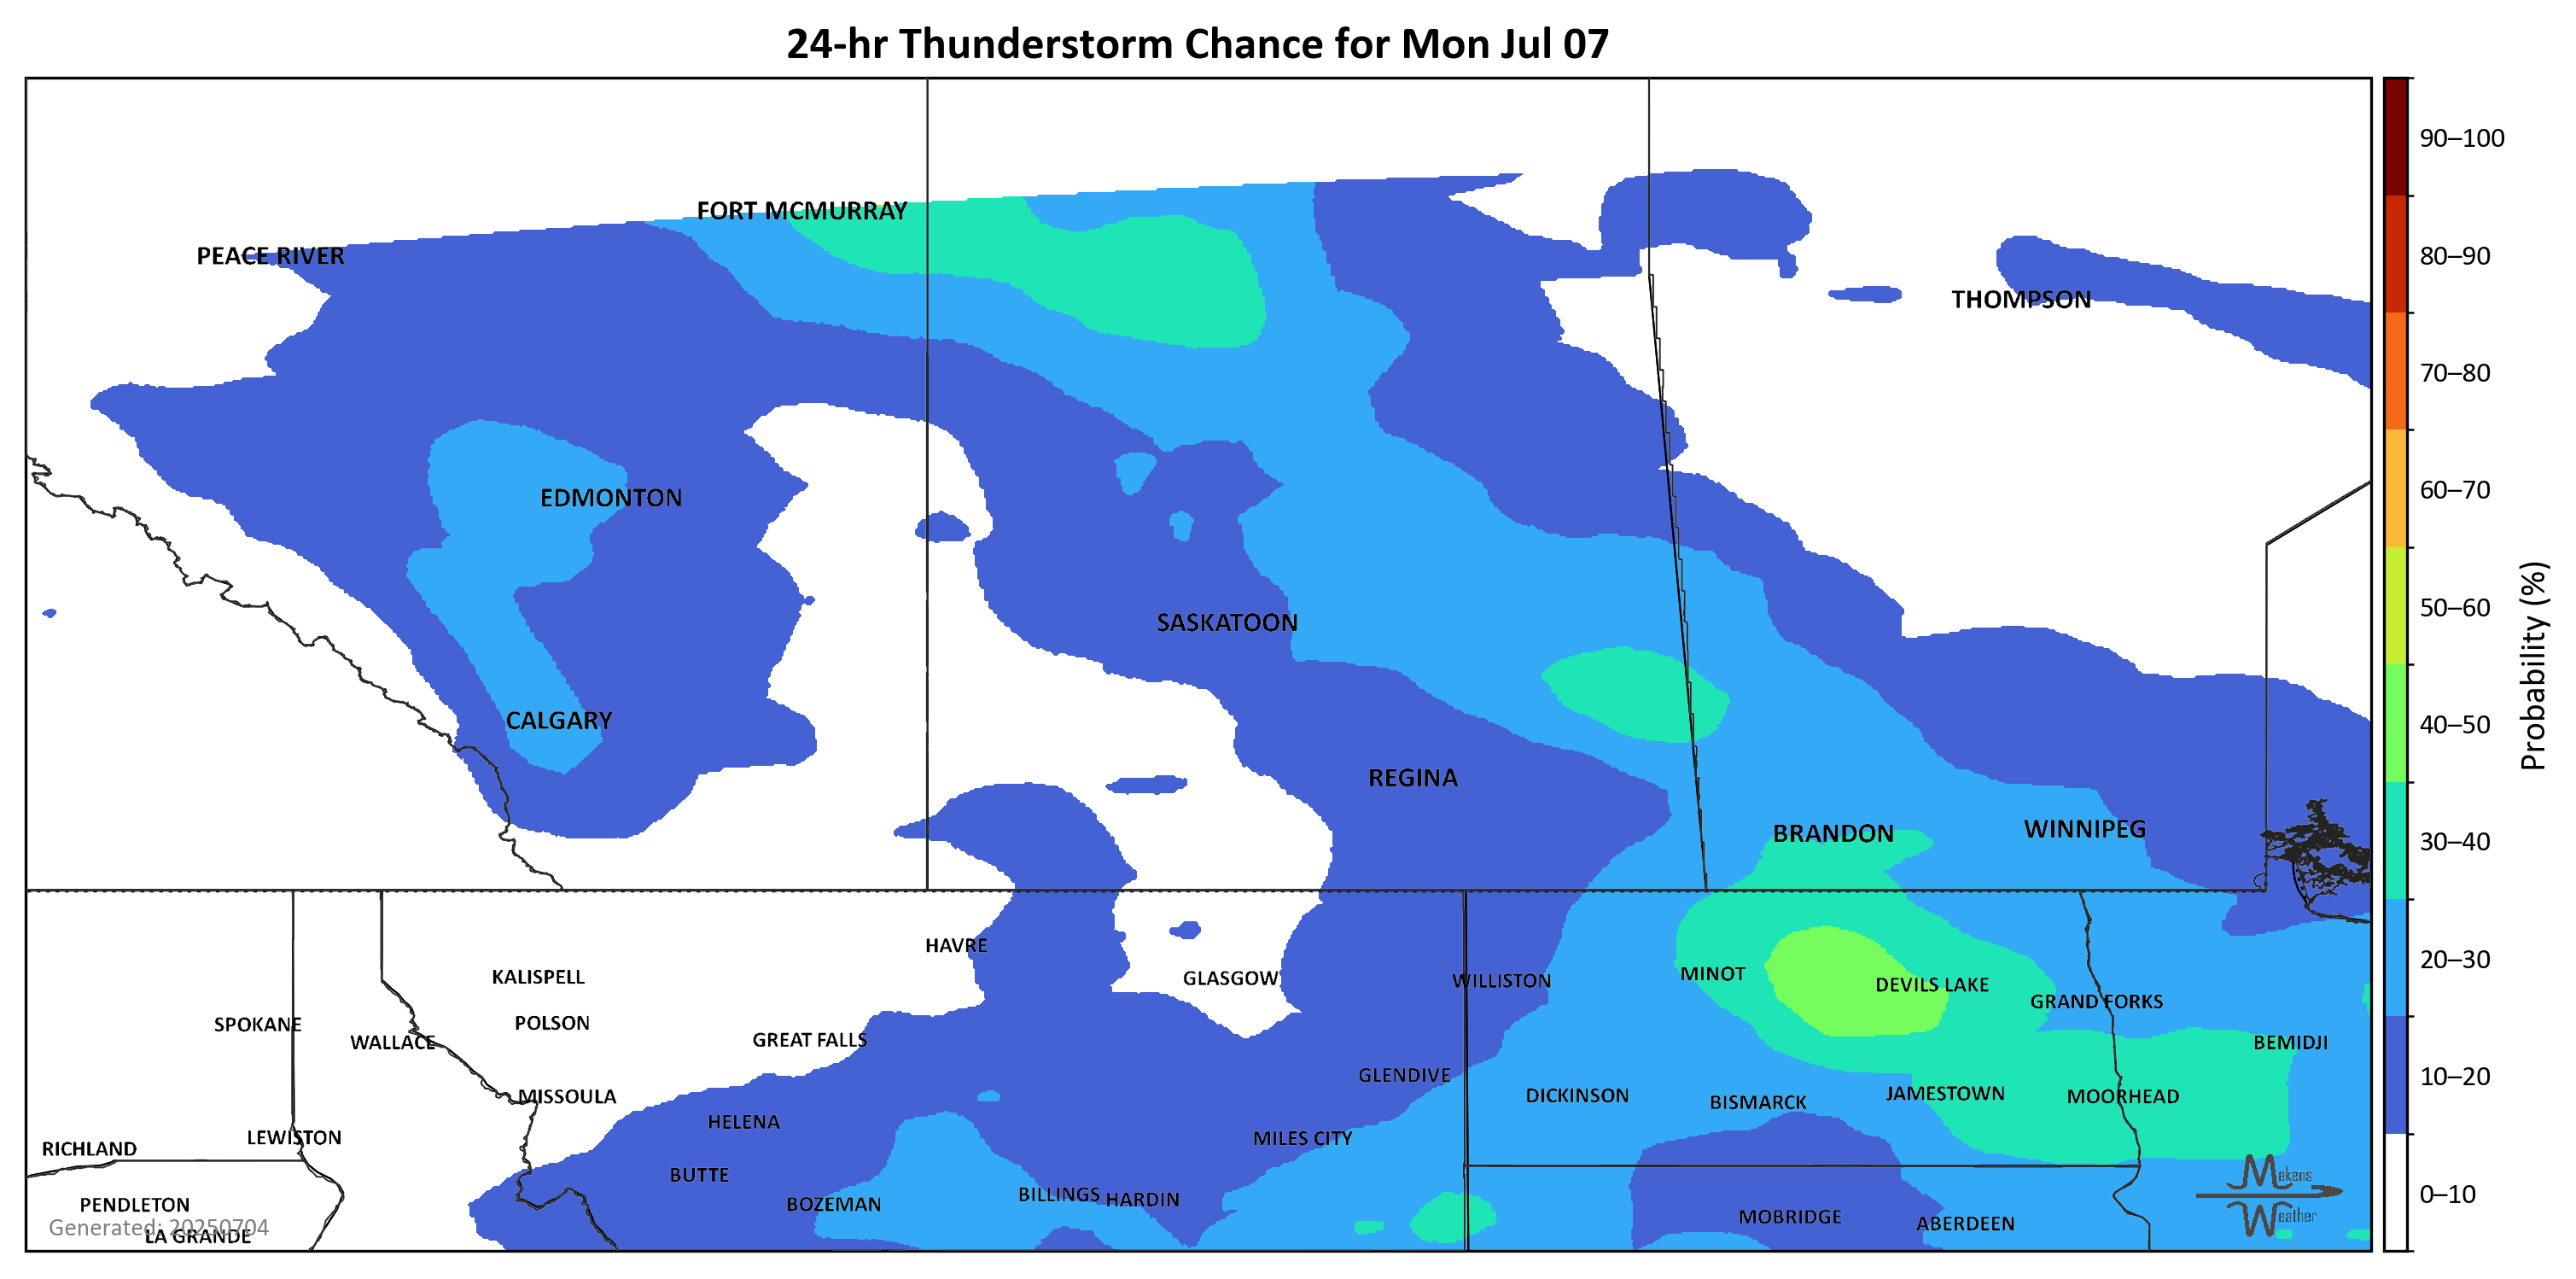 24-hr Thunderstorm Chance for Mon Jul 07
90–100
FORT MCMURRAY
PEACE RIVER
80–90
THOMPSON
70–80
60–70
EDMONTON
50–60
SASKATOON
Probability (%)
CALGARY
40–50
REGINA
WINNIPEG
BRANDON
30–40
HAVRE
20–30
MINOT
KALISPELL
GLASGOW
WILLISTON
DEVILS LAKE
GRAND FORKS
POLSON
SPOKANE
GREAT FALLS
WALLACE
BEMIDJI
GLENDIVE
10–20
JAMESTOWN
DICKINSON
MISSOULA
MOORHEAD
BISMARCK
HELENA
LEWISTON
MILES CITY
RICHLAND
BUTTE
Makens
BILLINGS
0–10
HARDIN
PENDLETON
BOZEMAN
MOBRIDGE
Weather
ABERDEEN
Generated: 20250704
LA GRANDE